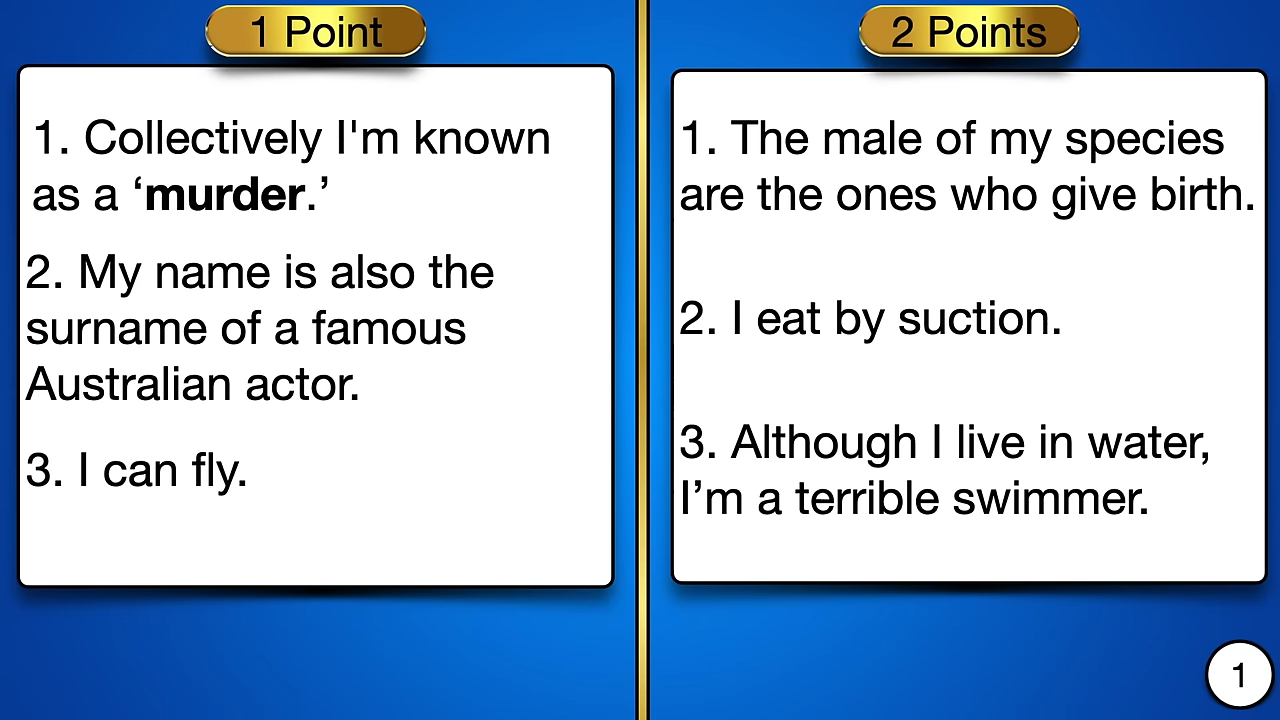 1 Point
1. Collectively I'm known
as a ‘murder.’
2. My name is also the
surname of a famous
Australian actor.
3. I can fly.
2 Points
1. The male of my species
are the ones who give birth.
2. I eat by suction.
3. Although I live in water,
I’m a terrible swimmer.
1